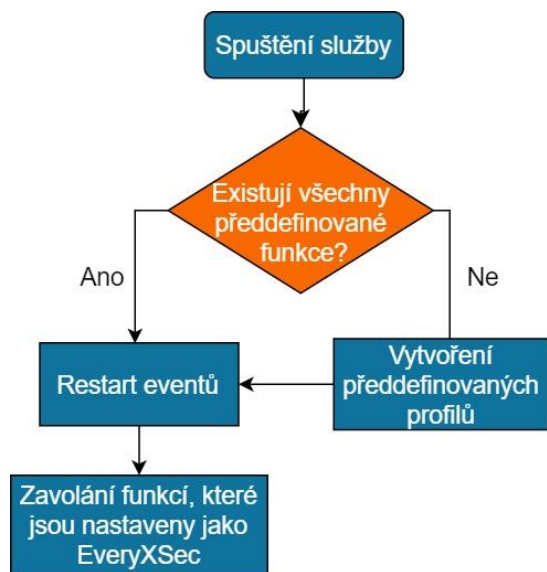 Spuštění služby
Existují všechny
předdefinované
funkce?
Ano
Ne
Restart eventů
Vytvoření
předdefinovaných
profilů
Zavolání funkcí, které
jsou nastaveny jako
EveryXSec